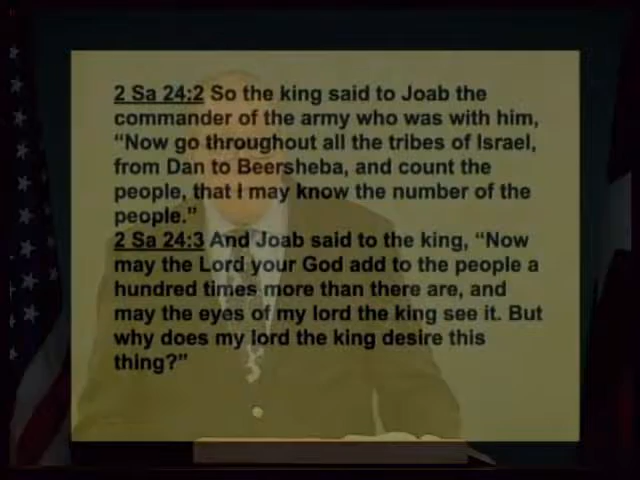 2 Sa 24:2 So the king said to Joab the
commander of the army who was with him,
“Now go throughout all the tribes of Israel,
from Dan to Beersheba, and count the
people, that I may know the number of the
people.”
2 Sa 24:3 And Joab said to the king, “Now
may the Lord your God add to the people a
hundred times more than there are, and
may the eyes of my lord the king see it. But
why does my lord the king desire this
thing?”